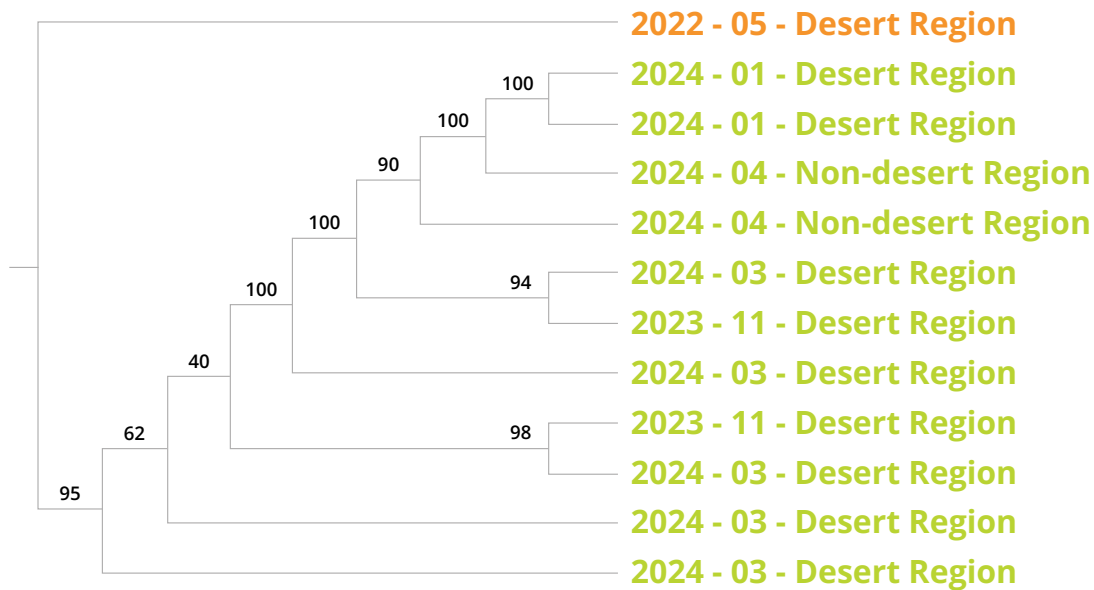 2022 - 05 - Desert Region
2024 - 01 - Desert Region
100
2024 - 01 - Desert Region
100
90
2024 - 04 - Non-desert Region
100
2024 - 04 - Non-desert Region
94
2024 - 03 - Desert Region
100
2023 - 11 - Desert Region
40
2024 - 03 - Desert Region
62
98
2023 - 11 - Desert Region
2024 - 03 - Desert Region
95
2024 - 03 - Desert Region
2024 - 03 - Desert Region